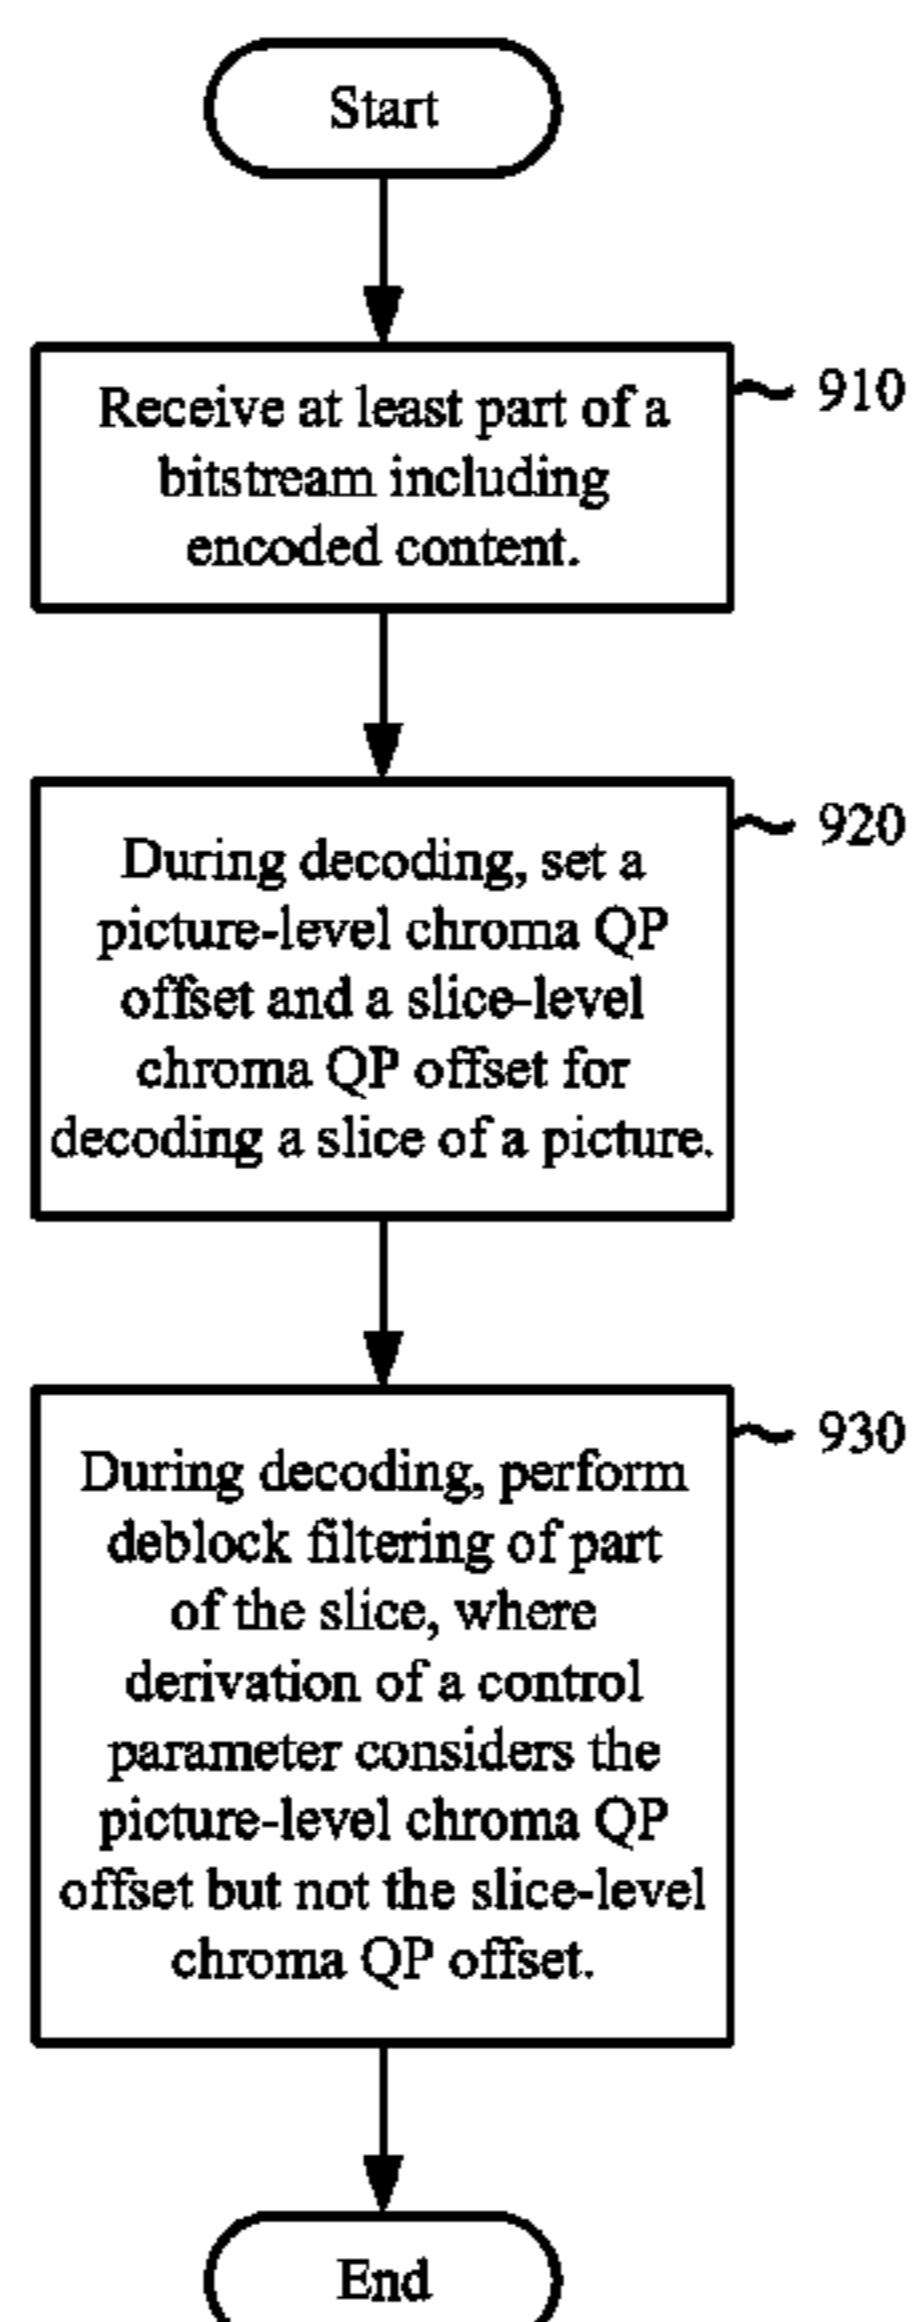 Start
Receive at least part of a
bitstream including
encoded content.
910
During decoding, set a
picture-level chroma QP
offset and a slice-level
chroma QP offset for
decoding a slice of a picture.
920
During decoding, perform
deblock filtering of part
of the slice, where
derivation of a control
parameter considers the
picture-level chroma QP
offset but not the slice-level
chroma QP offset.
930
End